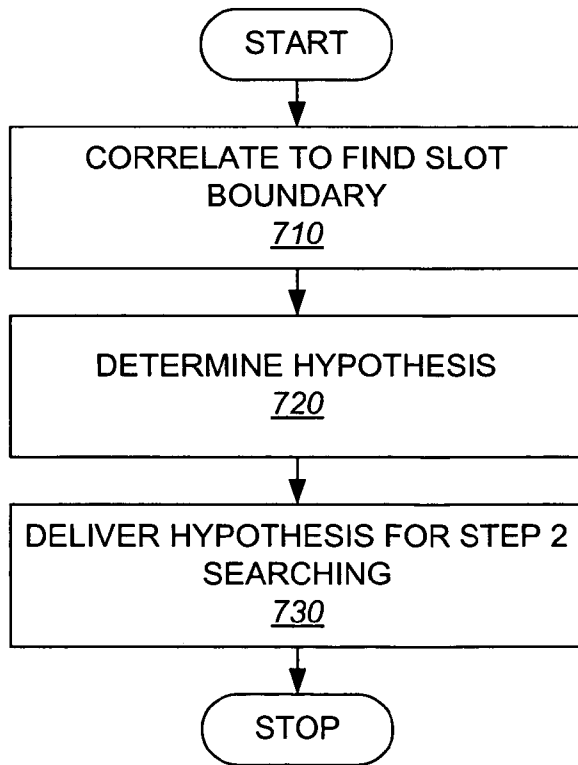 START
CORRELATE TO FIND SLOT
BOUNDARY
710
DETERMINE HYPOTHESIS
720
DELIVER HYPOTHESIS FOR STEP 2
SEARCHING
730
STOP